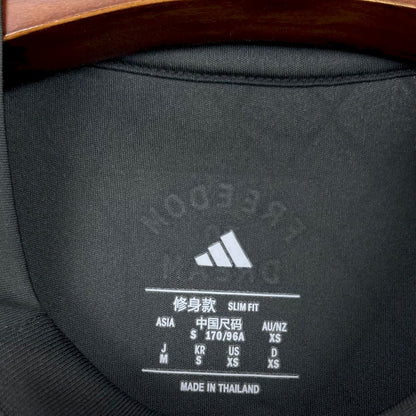 FREEDOM
修身款 SLIM FIT
ASIA 中国尺码 AU/NZ
S 170/96A XS
J KR US D
M S XS XS
MADE IN THAILAND